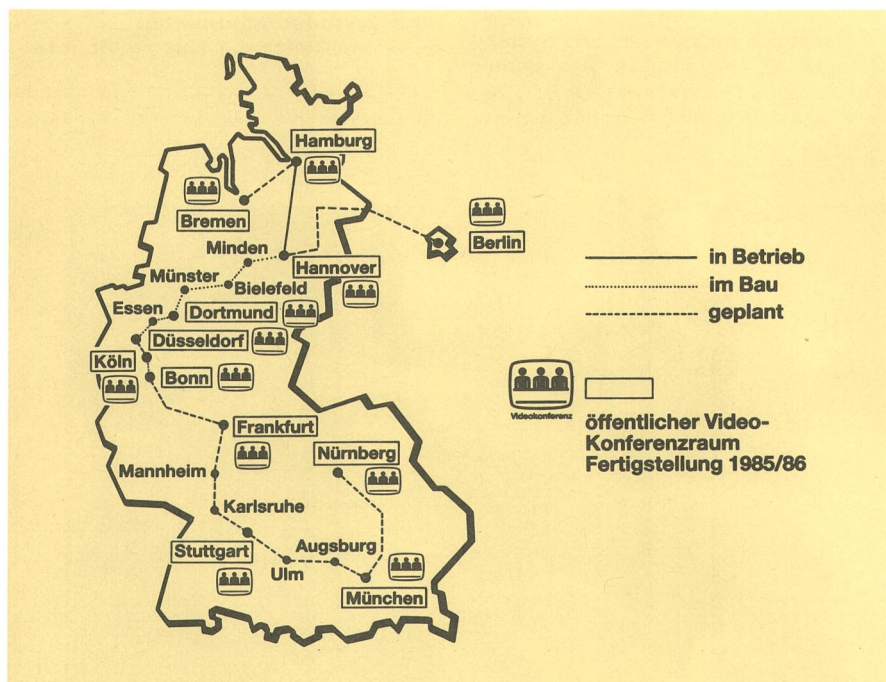 Hamburg
Bremen
Berlin
Minden
Hannover
Münster
Bielefeld
Essen
Dortmund
Düsseldorf
Köln
Bonn
Frankfurt
Nürnberg
Mannheim
Karlsruhe
Stuttgart
Augsburg
Ulm
München
in Betrieb
im Bau
geplant
Videokonferenz
öffentlicher Video-
Konferenzraum
Fertigstellung 1985/86